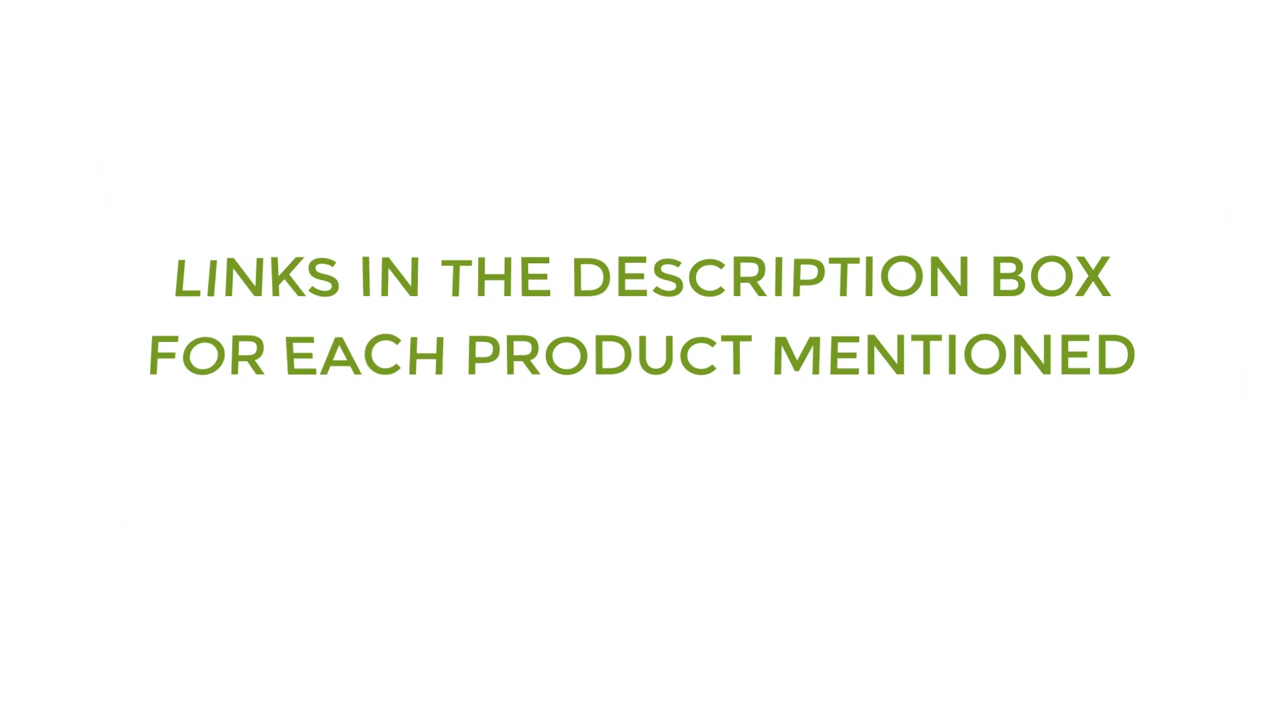 LINKS IN THE DESCRIPTION BOX
FOR EACH PRODUCT MENTIONED